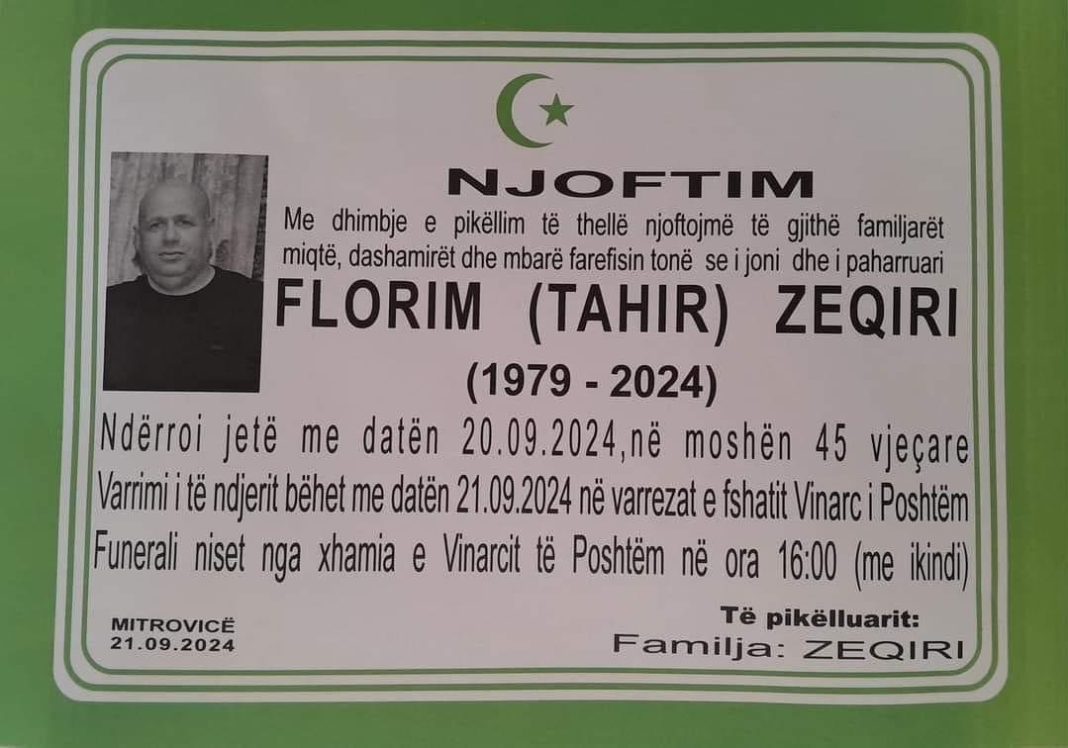 NJOFTIM
Me dhimbje e pikëllim të thellë njoftojmë të gjithë familjarët
miqtë, dashamirët dhe mbarë farefisin tonë se i joni dhe i paharruari
FLORIM (TAHIR) ZEQIRI
(1979 - 2024)
Ndërroi jetë me datën 20.09.2024,në moshën 45 vjeçare
Varrimi i të ndjerit bëhet me datën 21.09.2024 në varrezat e fshatit Vinarc i Poshtëm
Funerali niset nga xhamia e Vinarcit të Poshtëm në ora 16:00 (me ikindi)
MITROVICË
21.09.2024
Të pikëlluarit:
Familja: ZEQIRI